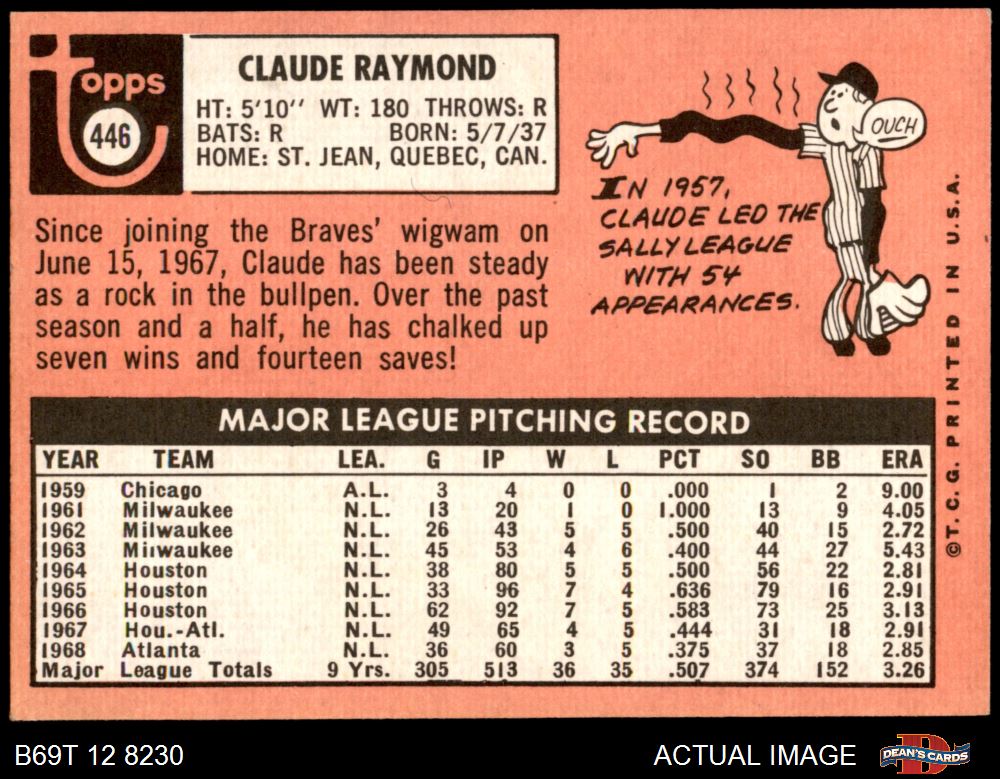 topps
446
CLAUDE RAYMOND
HT: 5'10'' WT: 180 THROWS: R
BATS: R BORN: 5/7/37
HOME: ST. JEAN, QUEBEC, CAN.
Since joining the Braves' wigwam on
June 15, 1967, Claude has been steady
as a rock in the bullpen. Over the past
season and a half, he has chalked up
seven wins and fourteen saves!
OUCH
IN 1957,
CLAUDE LED THE
SALLY LEAGUE
WITH 54
APPEARANCES.
©T.C.G. PRINTED IN U.S.A.
MAJOR LEAGUE PITCHING RECORD
YEAR TEAM LEA. G IP W L PCT SO BB ERA
1959 Chicago A.L. 3 4 0 0 .000 1 2 9.00
1961 Milwaukee N.L. 13 20 1 0 1.000 13 9 4.05
1962 Milwaukee N.L. 26 43 5 5 .500 40 15 2.72
1963 Milwaukee N.L. 45 53 4 6 .400 44 27 5.43
1964 Houston N.L. 38 80 5 5 .500 56 22 2.81
1965 Houston N.L. 33 96 7 4 .636 79 16 2.91
1966 Houston N.L. 62 92 7 5 .583 73 25 3.13
1967 Hou.-Atl. N.L. 49 65 4 5 .444 31 18 2.91
1968 Atlanta N.L. 36 60 3 5 .375 37 18 2.85
Major League Totals 9 Yrs. 305 513 36 35 .507 374 152 3.26
B69T 12 8230
ACTUAL IMAGE
DEAN'S CARDS